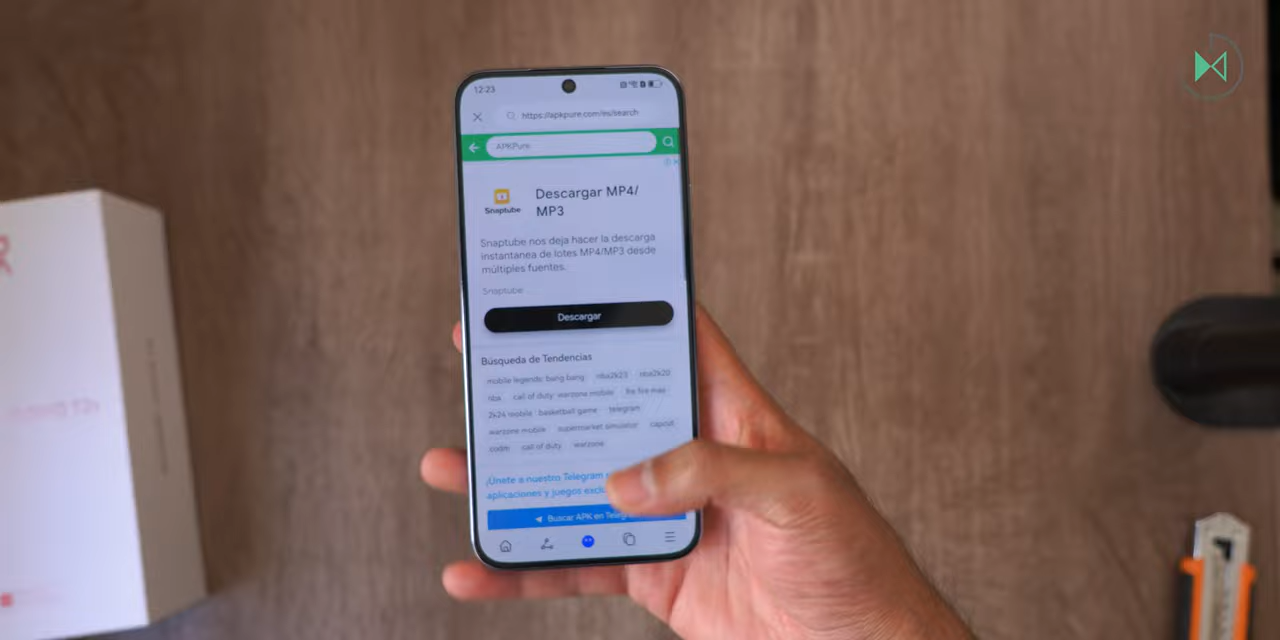 12:23
https://apkpure.com/es/search
APKPure
Snaptube
Descargar MP4/
MP3
Snaptube nos deja hacer la descarga
instantanea de lotes MP4/MP3 desde
múltiples fuentes.
Snaptube
Descargar
Búsqueda de Tendencias
mobile legends: bang bang nba2k23 nba2k20
nba call of duty warzone mobile fre fire max
2k24 mobile basketball game telegram
warzone mobile supermarket simulator capcut
codm call of duty warzone
¡Únete a nuestro Telegram
aplicaciones y juegos
Buscar APK en